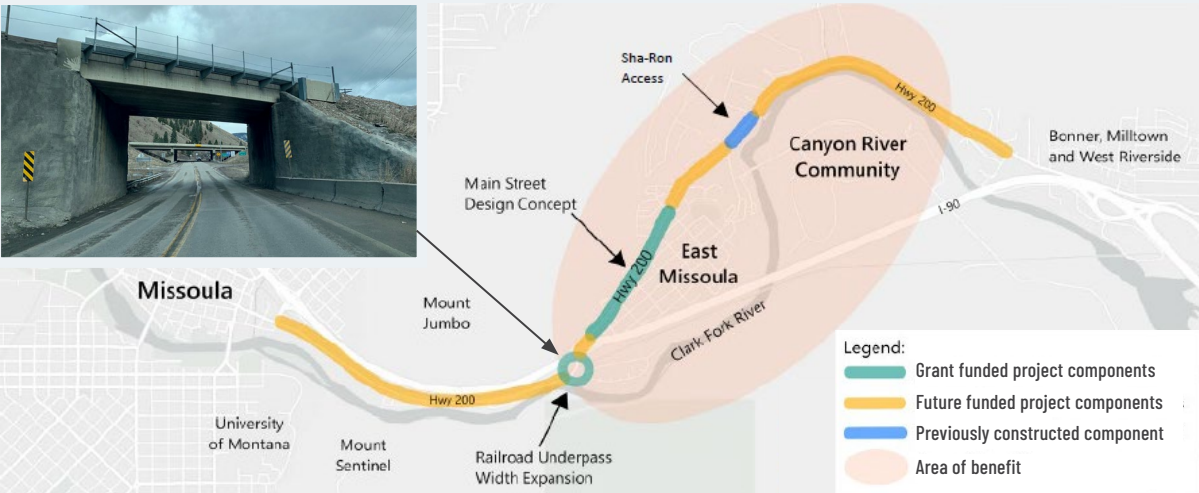 Sha-Ron
Access
Hwy 200
Canyon River
Community
Bonner, Milltown
and West Riverside
Main Street
Design Concept
I-90
East
Missoula
Hwy 200
Missoula
Mount
Jumbo
Clark Fork River
Hwy 200
University
of Montana
Mount
Sentinel
Railroad Underpass
Width Expansion
Legend:
Grant funded project components
Future funded project components
Previously constructed component
Area of benefit